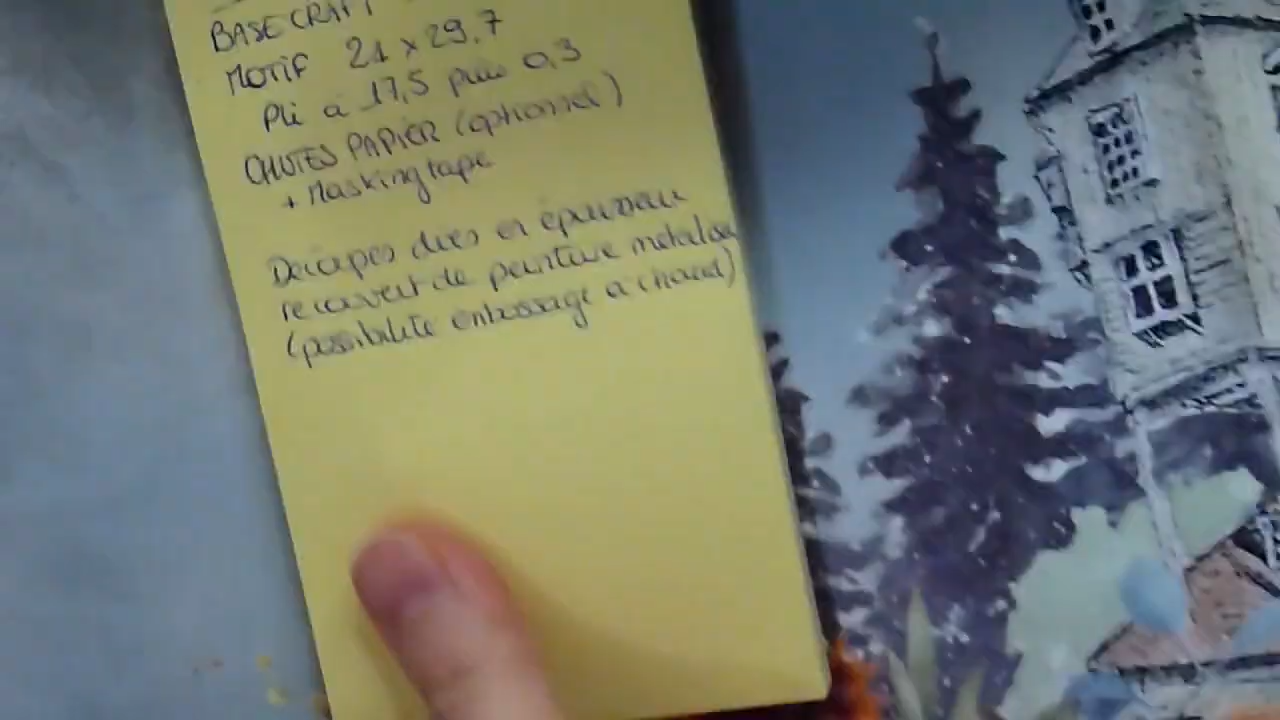 BASE CRAFT
MOTIF 21 x 29,7
Pli à 17,5 puis 0,3
CHUTES PAPIER (optionnel)
+ Masking tape
Découpes dies en épaisseur
recouvert de peinture métalisée
(possibilité embossage à chaud)